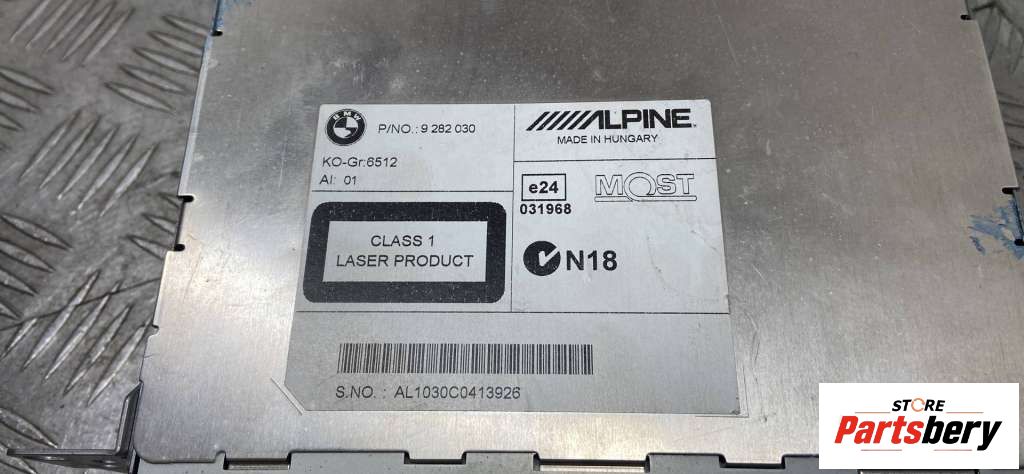 BMW
P/NO.: 9 282 030
KO-Gr:6512
AI: 01
CLASS 1
LASER PRODUCT
ALPINE
MADE IN HUNGARY
e24
031968
MOST
N18
S.NO. : AL1030C0413926
STORE
Partsbery